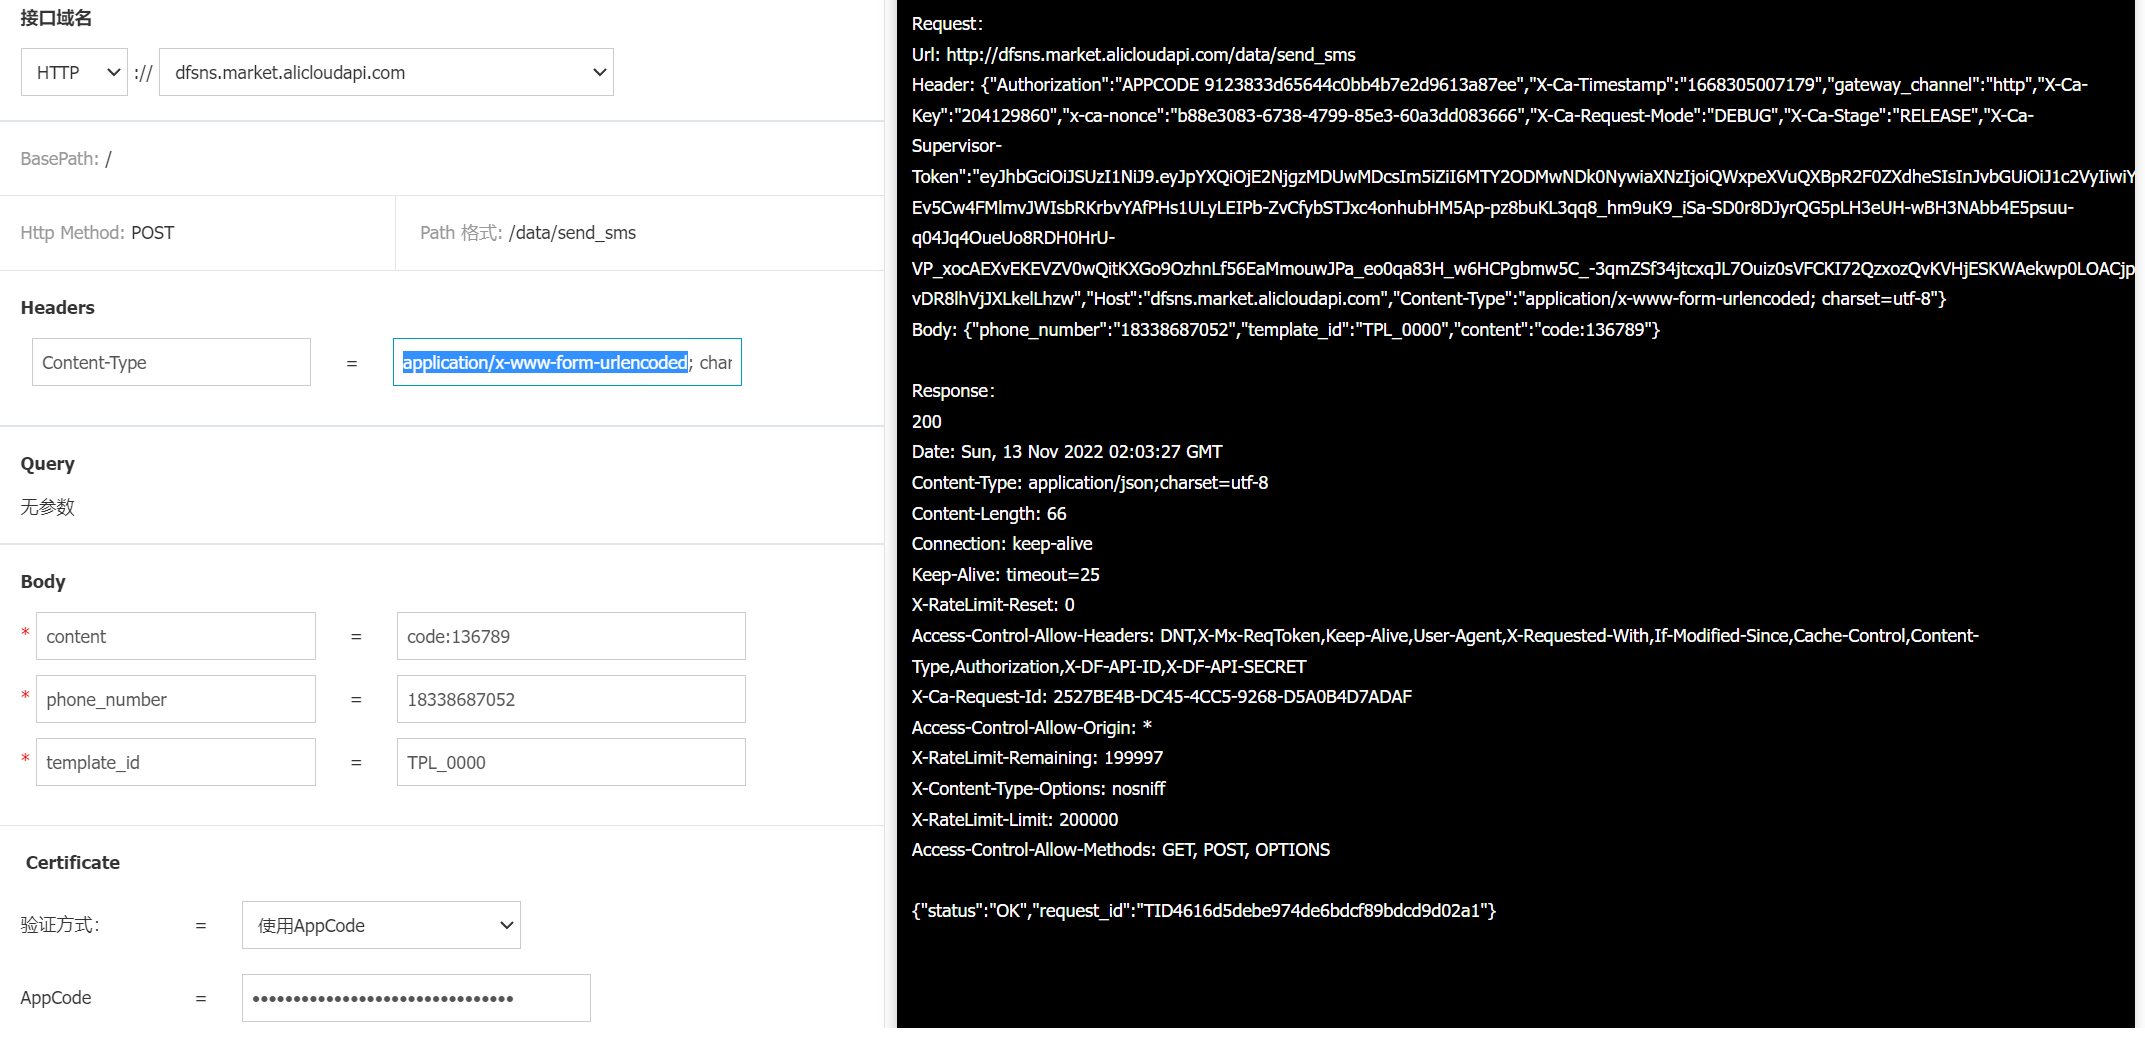 接口域名
HTTP :// dfsns.market.alicloudapi.com
BasePath: /
Http Method: POST
Path 格式: /data/send_sms
Headers
Content-Type = application/x-www-form-urlencoded; char
Query
无参数
Body
* content = code:136789
* phone_number = 18338687052
* template_id = TPL_0000
Certificate
验证方式: = 使用AppCode
AppCode = ••••••••••••••••••••••••••••••••
Request:
Url: http://dfsns.market.alicloudapi.com/data/send_sms
Header: {"Authorization":"APPCODE 9123833d65644c0bb4b7e2d9613a87ee","X-Ca-Timestamp":"1668305007179","gateway_channel":"http","X-Ca-
Key":"204129860","x-ca-nonce":"b88e3083-6738-4799-85e3-60a3dd083666","X-Ca-Request-Mode":"DEBUG","X-Ca-Stage":"RELEASE","X-Ca-
Supervisor-
Token":"eyJhbGciOiJSUzI1NiJ9.eyJpYXQiOjE2NjgzMDUwMDcsIm5iZiI6MTY2ODMwNDk0NywiaXNzIjoiQWxpeXVuQXBpR2F0ZXdheSIsInJvbGUiOiJ1c2VyIiwiY
Ev5Cw4FMlmvJWIsbRKrbvYAfPHs1ULyLEIPb-ZvCfybSTJxc4onhubHM5Ap-pz8buKL3qq8_hm9uK9_iSa-SD0r8DJyrQG5pLH3eUH-wBH3NAbb4E5psuu-
q04Jq4OueUo8RDH0HrU-
VP_xocAEXvEKEVZV0wQitKXGo9OzhnLf56EaMmouwJPa_eo0qa83H_w6HCPgbmw5C_-3qmZSf34jtcxqJL7Ouiz0sVFCKI72QzxozQvKVHjESKWAekwp0LOACjp
vDR8lhVjJXLkelLhzw","Host":"dfsns.market.alicloudapi.com","Content-Type":"application/x-www-form-urlencoded; charset=utf-8"}
Body: {"phone_number":"18338687052","template_id":"TPL_0000","content":"code:136789"}
Response:
200
Date: Sun, 13 Nov 2022 02:03:27 GMT
Content-Type: application/json;charset=utf-8
Content-Length: 66
Connection: keep-alive
Keep-Alive: timeout=25
X-RateLimit-Reset: 0
Access-Control-Allow-Headers: DNT,X-Mx-ReqToken,Keep-Alive,User-Agent,X-Requested-With,If-Modified-Since,Cache-Control,Content-
Type,Authorization,X-DF-API-ID,X-DF-API-SECRET
X-Ca-Request-Id: 2527BE4B-DC45-4CC5-9268-D5A0B4D7ADAF
Access-Control-Allow-Origin: *
X-RateLimit-Remaining: 199997
X-Content-Type-Options: nosniff
X-RateLimit-Limit: 200000
Access-Control-Allow-Methods: GET, POST, OPTIONS
{"status":"OK","request_id":"TID4616d5debe974de6bdcf89bdcd9d02a1"}